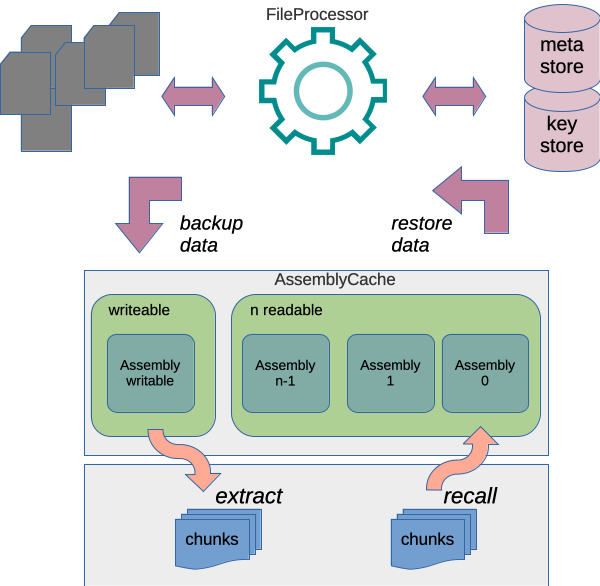 FileProcessor
meta
store
key
store
backup
data
restore
data
AssemblyCache
writeable
n readable
Assembly
writable
Assembly
n-1
Assembly
1
Assembly
0
extract
recall
chunks
chunks